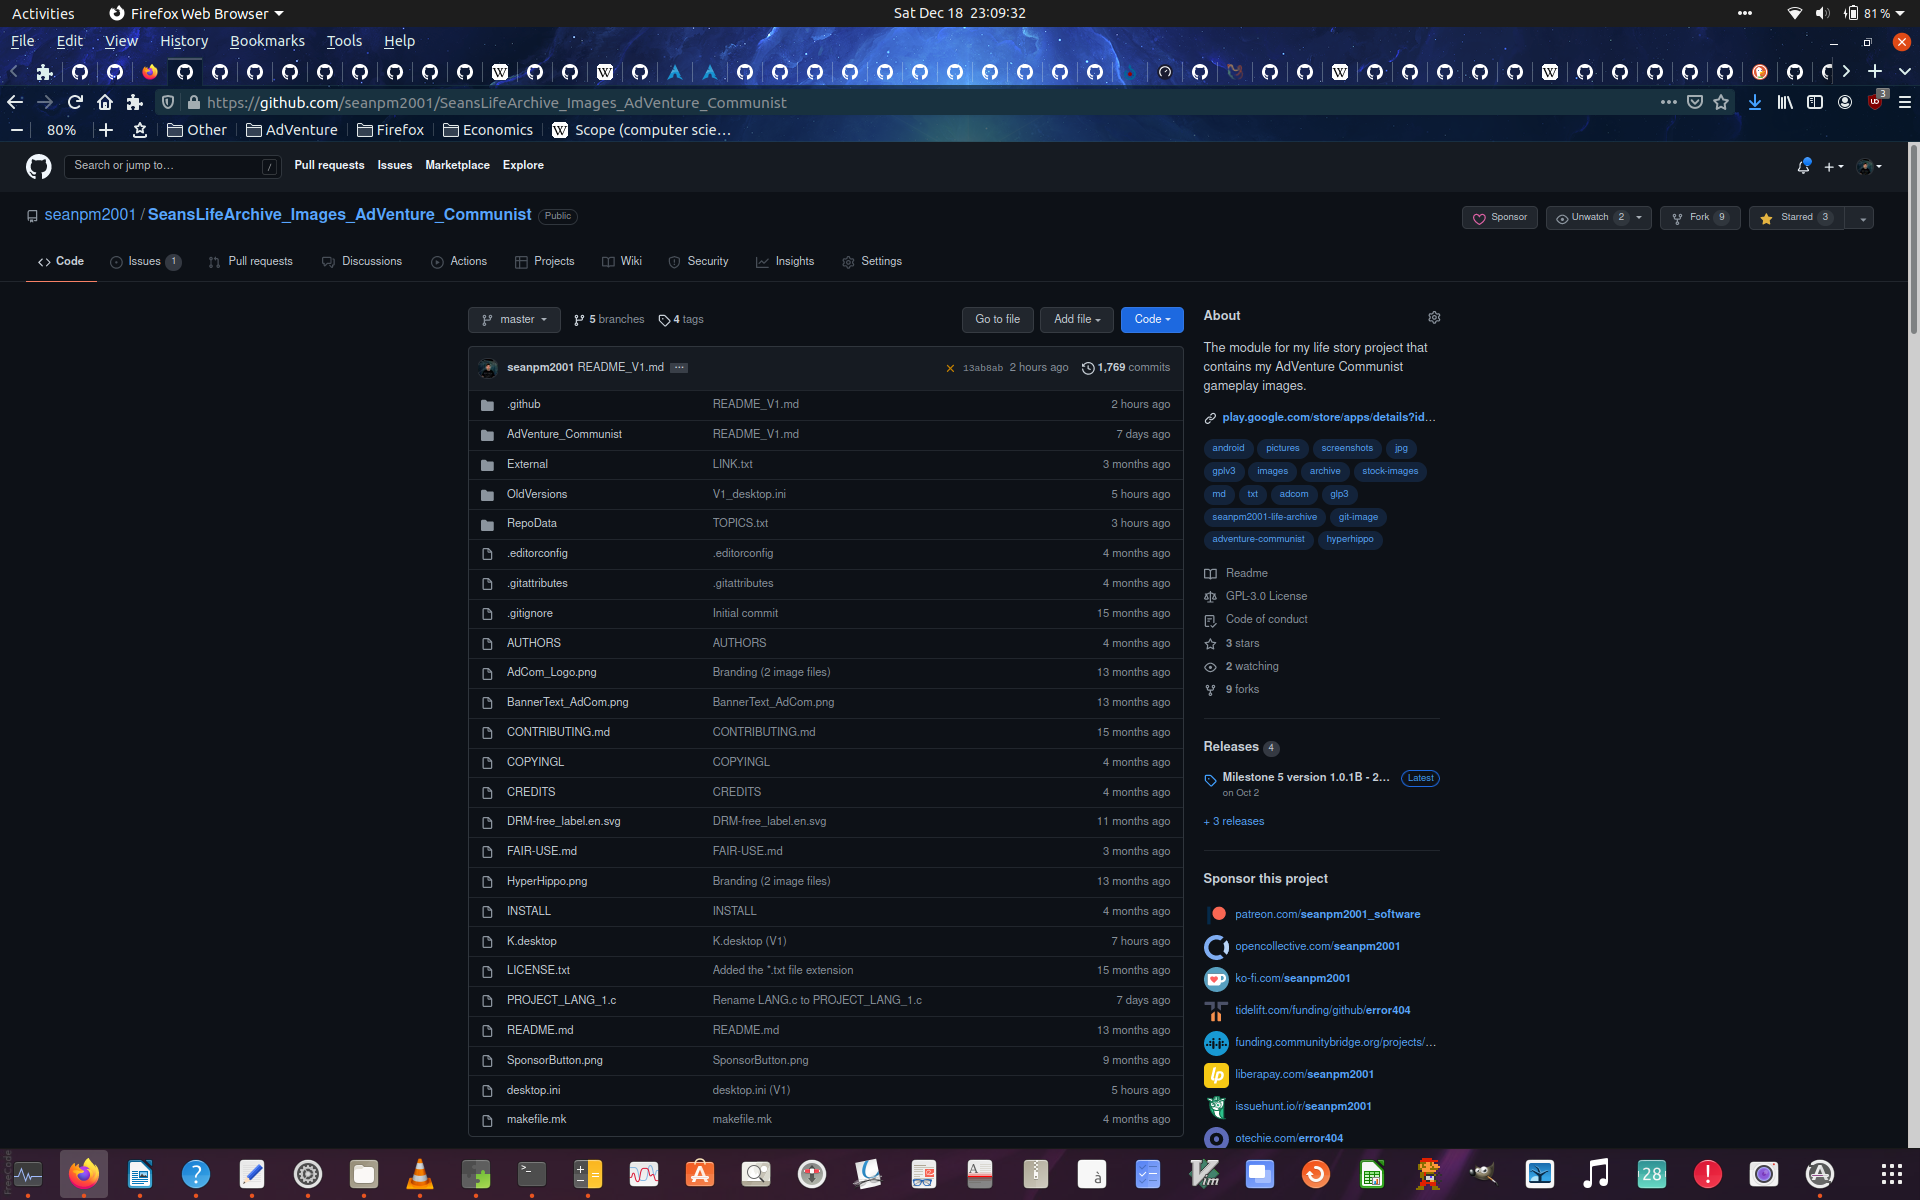 Activities Firefox Web Browser Sat Dec 18 23:09:32 81 %
File Edit View History Bookmarks Tools Help
https://github.com/seanpm2001/SeansLifeArchive_Images_AdVenture_Communist 3
80% Other AdVenture Firefox Economics Scope (computer scie…
Search or jump to… / Pull requests Issues Marketplace Explore
seanpm2001 / SeansLifeArchive_Images_AdVenture_Communist Public
Sponsor Unwatch 2 Fork 9 Starred 3
Code Issues 1 Pull requests Discussions Actions Projects Wiki Security Insights Settings
master 5 branches 4 tags Go to file Add file Code
seanpm2001 README_V1.md ... 13ab8ab 2 hours ago 1,769 commits
.github README_V1.md 2 hours ago
AdVenture_Communist README_V1.md 7 days ago
External LINK.txt 3 months ago
OldVersions V1_desktop.ini 5 hours ago
RepoData TOPICS.txt 3 hours ago
.editorconfig .editorconfig 4 months ago
.gitattributes .gitattributes 4 months ago
.gitignore Initial commit 15 months ago
AUTHORS AUTHORS 4 months ago
AdCom_Logo.png Branding (2 image files) 13 months ago
BannerText_AdCom.png BannerText_AdCom.png 13 months ago
CONTRIBUTING.md CONTRIBUTING.md 15 months ago
COPYINGL COPYINGL 4 months ago
CREDITS CREDITS 4 months ago
DRM-free_label.en.svg DRM-free_label.en.svg 11 months ago
FAIR-USE.md FAIR-USE.md 3 months ago
HyperHippo.png Branding (2 image files) 13 months ago
INSTALL INSTALL 4 months ago
K.desktop K.desktop (V1) 7 hours ago
LICENSE.txt Added the *.txt file extension 15 months ago
PROJECT_LANG_1.c Rename LANG.c to PROJECT_LANG_1.c 7 days ago
README.md README.md 13 months ago
SponsorButton.png SponsorButton.png 9 months ago
desktop.ini desktop.ini (V1) 5 hours ago
makefile.mk makefile.mk 4 months ago
About
The module for my life story project that
contains my AdVenture Communist
gameplay images.
play.google.com/store/apps/details?id…
android pictures screenshots jpg
gplv3 images archive stock-images
md txt adcom glp3
seanpm2001-life-archive git-image
adventure-communist hyperhippo
Readme
GPL-3.0 License
Code of conduct
3 stars
2 watching
9 forks
Releases 4
Milestone 5 version 1.0.1B - 2… Latest
on Oct 2
+ 3 releases
Sponsor this project
patreon.com/seanpm2001_software
opencollective.com/seanpm2001
ko-fi.com/seanpm2001
tidelift.com/funding/github/error404
funding.communitybridge.org/projects/…
lp liberapay.com/seanpm2001
issuehunt.io/r/seanpm2001
otechie.com/error404
28